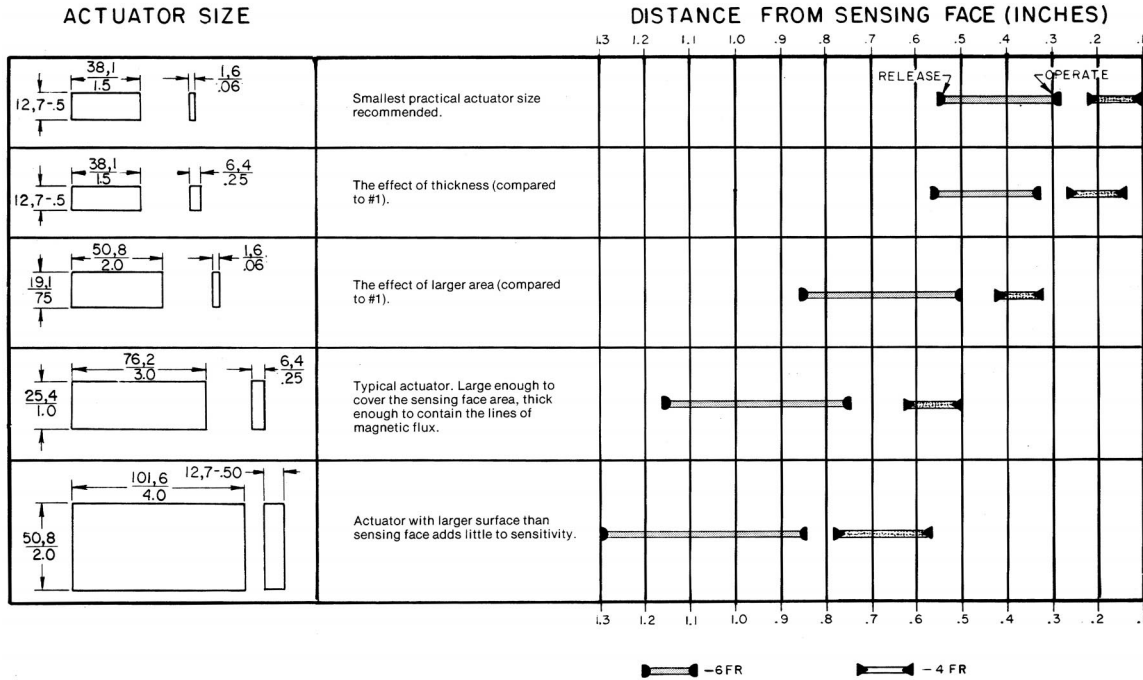 ACTUATOR SIZE
DISTANCE FROM SENSING FACE (INCHES)
1.3 1.2 1.1 1.0 .9 .8 .7 .6 .5 .4 .3 .2 .1
38,1
1.5
1,6
.06
12,7-.5
Smallest practical actuator size
recommended.
RELEASE
OPERATE
38,1
1.5
6,4
.25
12,7-.5
The effect of thickness (compared
to #1).
50,8
2.0
1,6
.06
19,1
75
The effect of larger area (compared
to #1).
76,2
3.0
6,4
.25
25,4
1.0
Typical actuator. Large enough to
cover the sensing face area, thick
enough to contain the lines of
magnetic flux.
101,6
4.0
12,7-.50
50,8
2.0
Actuator with larger surface than
sensing face adds little to sensitivity.
1.3 1.2 1.1 1.0 .9 .8 .7 .6 .5 .4 .3 .2 .1
-6FR
-4FR